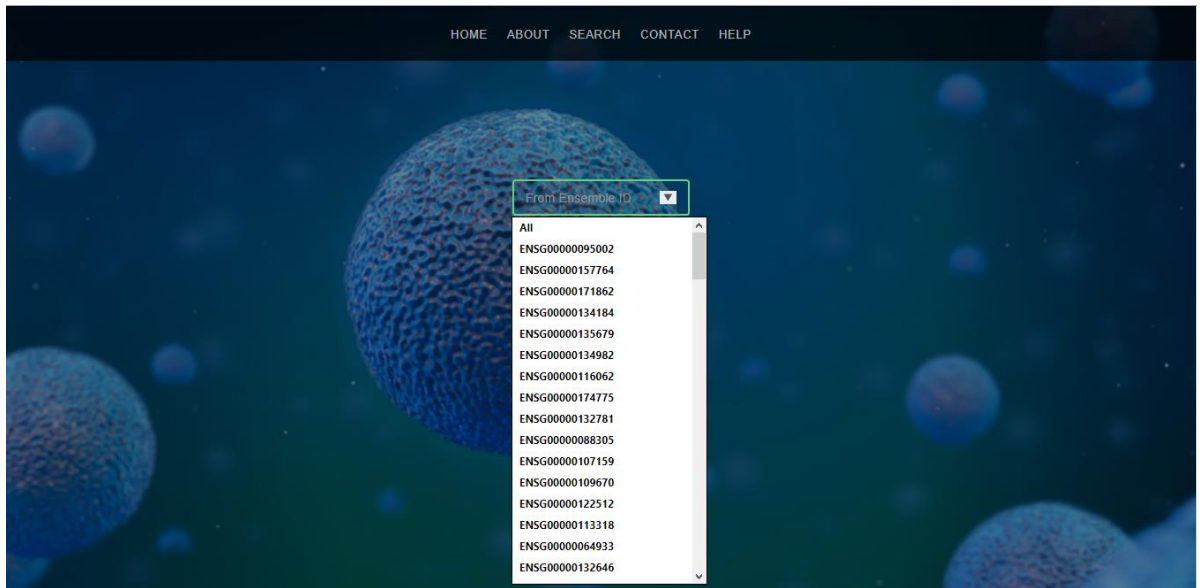 HOME ABOUT SEARCH CONTACT HELP
From Ensemble ID
All
ENSG00000095002
ENSG00000157764
ENSG00000171862
ENSG00000134184
ENSG00000135679
ENSG00000134982
ENSG00000116062
ENSG00000174775
ENSG00000132781
ENSG00000088305
ENSG00000107159
ENSG00000109670
ENSG00000122512
ENSG00000113318
ENSG00000064933
ENSG00000132646